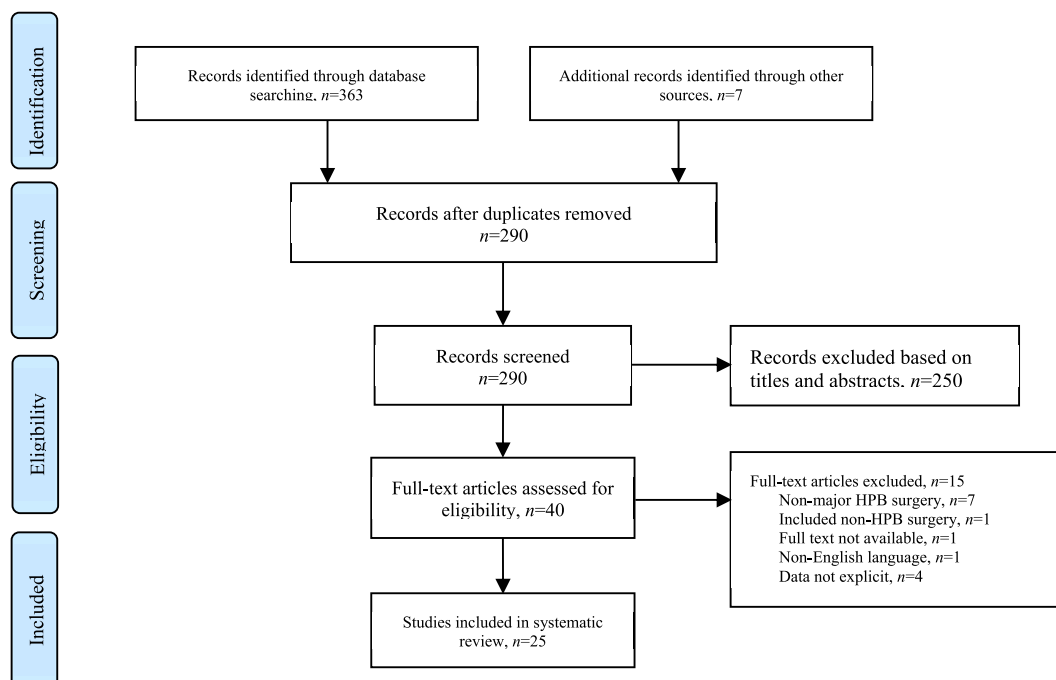 Identification
Records identified through database
searching, n=363
Additional records identified through other
sources, n=7
Screening
Records after duplicates removed
n=290
Records screened
n=290
Records excluded based on
titles and abstracts, n=250
Eligibility
Full-text articles assessed for
eligibility, n=40
Full-text articles excluded, n=15
Non-major HPB surgery, n=7
Included non-HPB surgery, n=1
Full text not available, n=1
Non-English language, n=1
Data not explicit, n=4
Included
Studies included in systematic
review, n=25